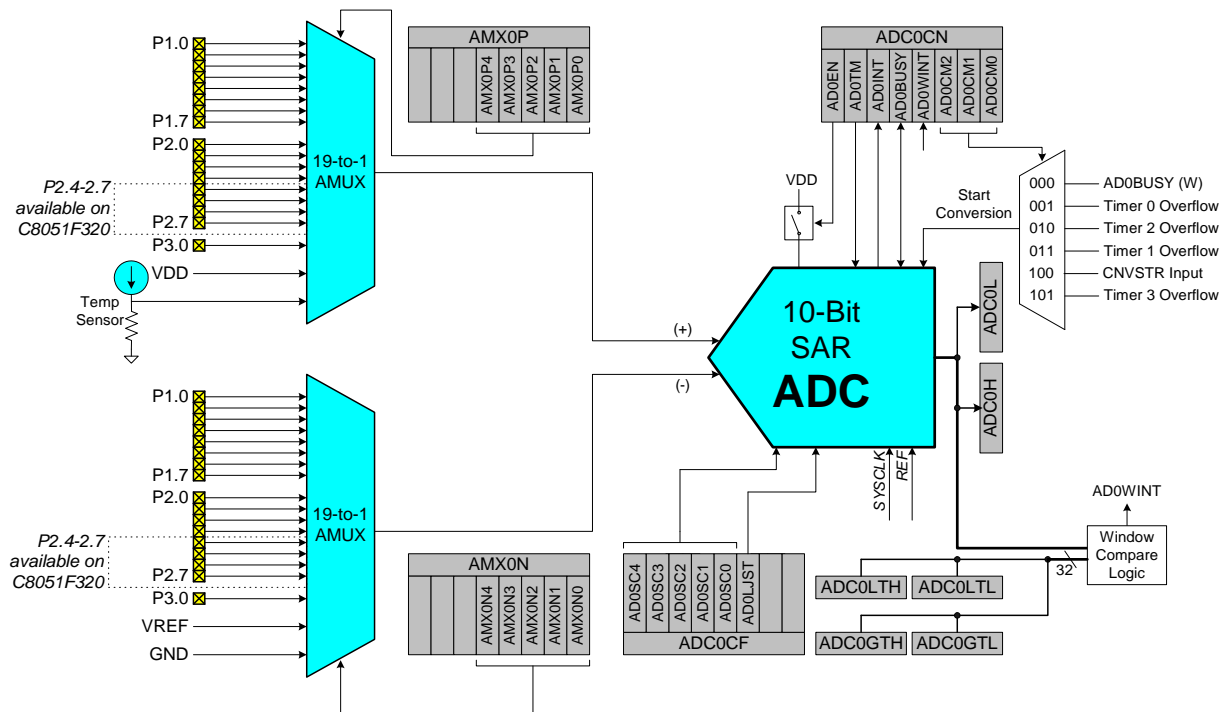 P1.0
P1.7
P2.0
P2.4-2.7
available on
C8051F320
P2.7
P3.0
VDD
Temp
Sensor
19-to-1
AMUX
AMX0P
AMX0P4
AMX0P3
AMX0P2
AMX0P1
AMX0P0
ADC0CN
AD0EN
AD0TM
AD0INT
AD0BUSY
AD0WINT
AD0CM2
AD0CM1
AD0CM0
VDD
Start
Conversion
000
AD0BUSY (W)
001
Timer 0 Overflow
010
Timer 2 Overflow
011
Timer 1 Overflow
100
CNVSTR Input
101
Timer 3 Overflow
(+)
(-)
10-Bit
SAR
ADC
ADC0L
ADC0H
SYSCLK
REF
P1.0
P1.7
P2.0
P2.4-2.7
available on
C8051F320
P2.7
P3.0
VREF
GND
19-to-1
AMUX
AMX0N
AMX0N4
AMX0N3
AMX0N2
AMX0N1
AMX0N0
AD0SC4
AD0SC3
AD0SC2
AD0SC1
AD0SC0
AD0LJST
ADC0CF
AD0WINT
Window
Compare
Logic
32
ADC0LTH
ADC0LTL
ADC0GTH
ADC0GTL